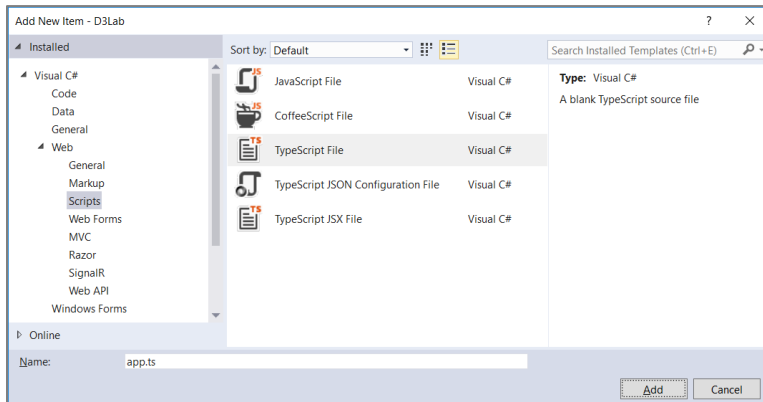 Add New Item - D3Lab
?
Installed
Sort by: Default
Search Installed Templates (Ctrl+E)
Visual C#
Code
Data
General
Web
General
Markup
Scripts
Web Forms
MVC
Razor
SignalR
Web API
Windows Forms
Online
JS JavaScript File Visual C#
CoffeeScript File Visual C#
TS TypeScript File Visual C#
TypeScript JSON Configuration File Visual C#
TS TypeScript JSX File Visual C#
Type: Visual C#
A blank TypeScript source file
Name: app.ts
Add Cancel